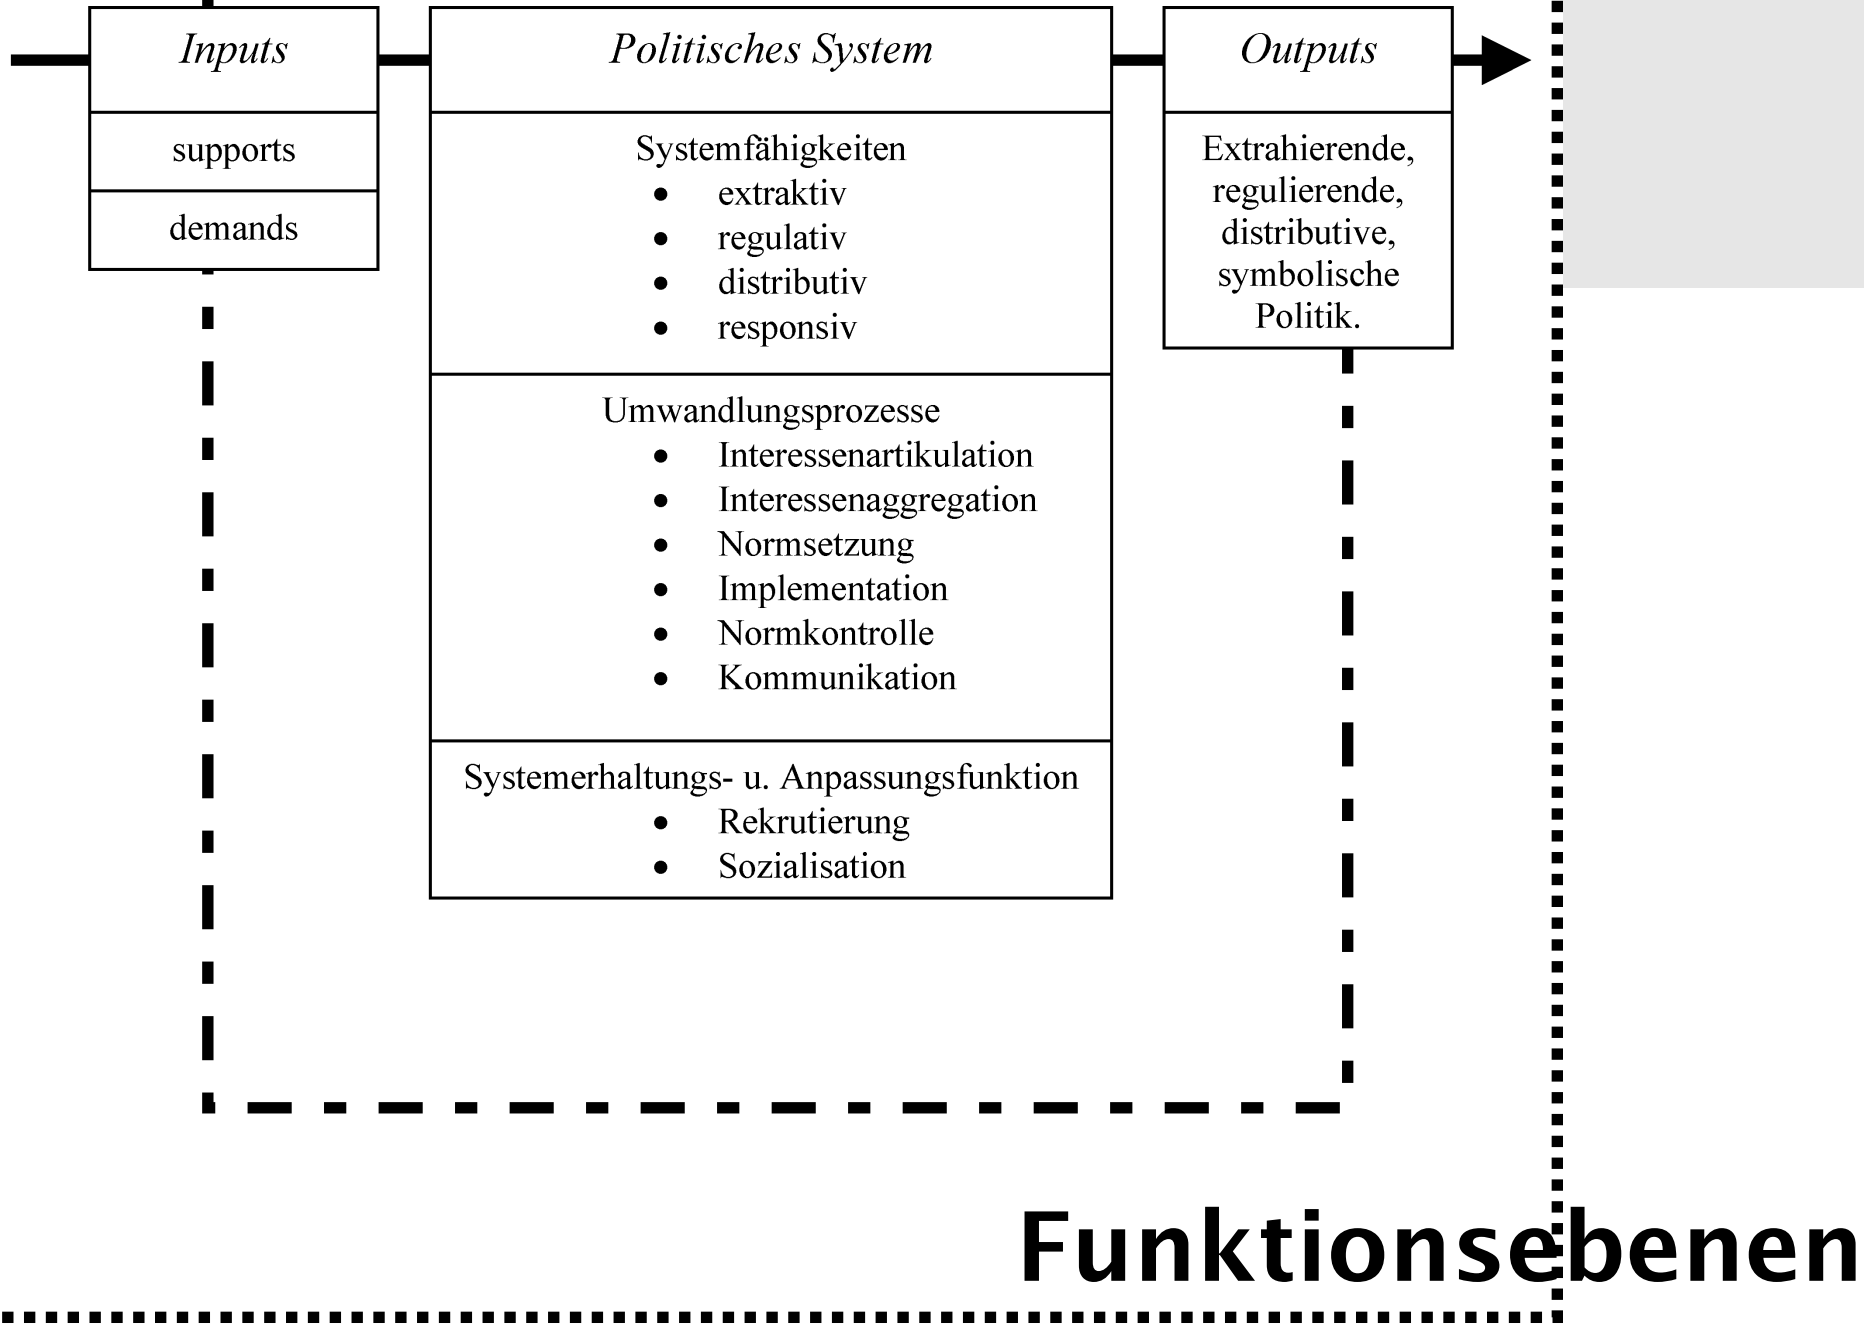 Inputs
supports
demands
Politisches System
Systemfähigkeiten
• extraktiv
• regulativ
• distributiv
• responsiv
Umwandlungsprozesse
• Interessenartikulation
• Interessenaggregation
• Normsetzung
• Implementation
• Normkontrolle
• Kommunikation
Systemerhaltungs- u. Anpassungsfunktion
• Rekrutierung
• Sozialisation
Outputs
Extrahierende,
regulierende,
distributive,
symbolische
Politik.
Funktionsebenen